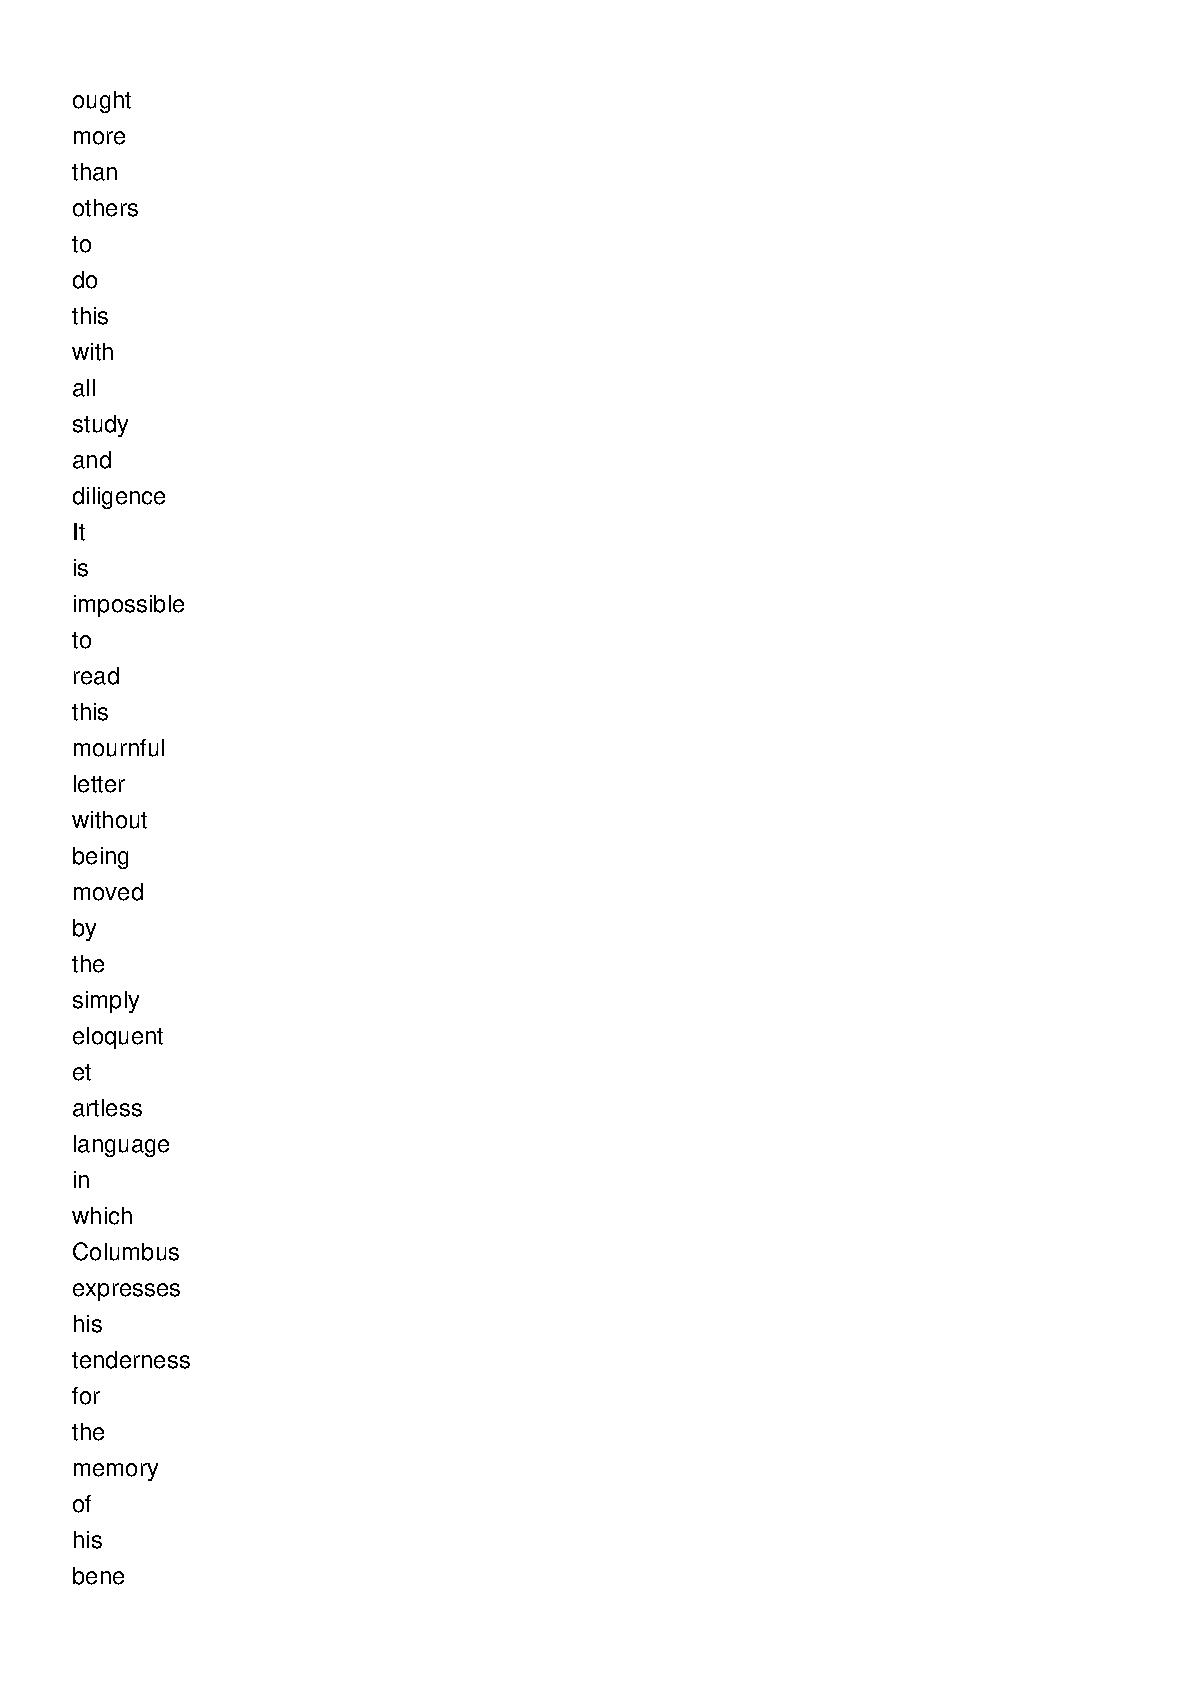 ought
more
than
others
to
do
this
with
all
study
and
diligence
It
is
impossible
to
read
this
mournful
letter
without
being
moved
by
the
simply
eloquent
et
artless
language
in
which
Columbus
expresses
his
tenderness
for
the
memory
of
his
bene